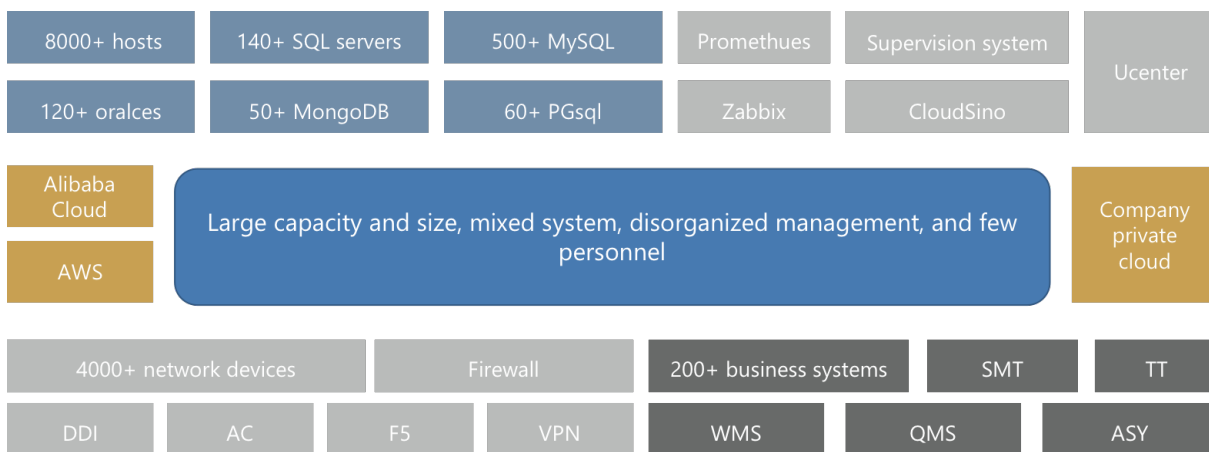 8000+ hosts
140+ SQL servers
500+ MySQL
Promethues
Supervision system
Ucenter
120+ oralces
50+ MongoDB
60+ PGsql
Zabbix
CloudSino
Alibaba
Cloud
AWS
Large capacity and size, mixed system, disorganized management, and few
personnel
Company
private
cloud
4000+ network devices
Firewall
200+ business systems
SMT
TT
DDI
AC
F5
VPN
WMS
QMS
ASY